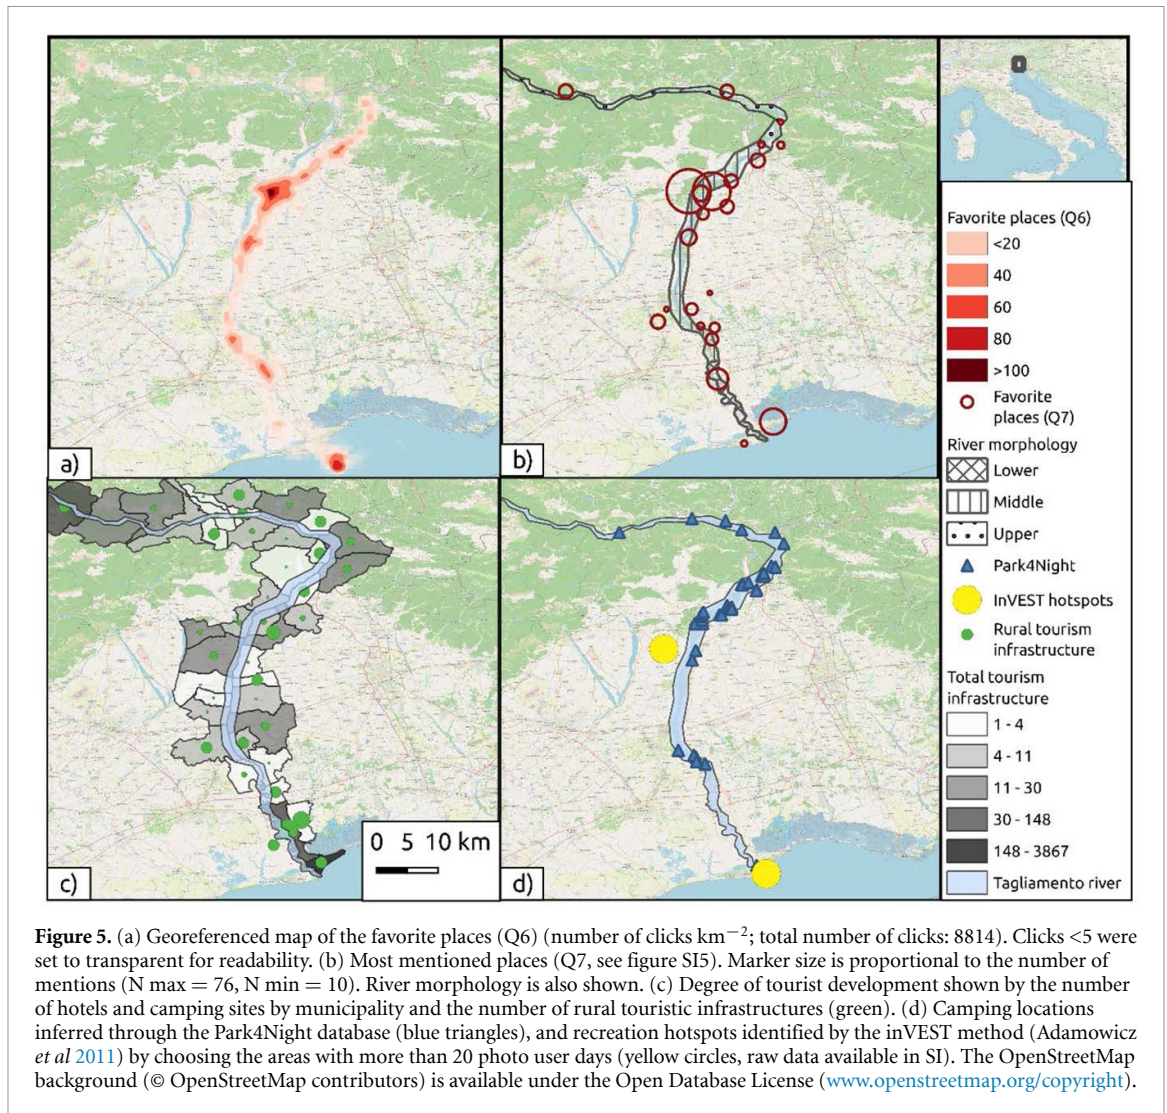 a)
b)
c)
0 5 10 km
d)
Favorite places (Q6)
<20
40
60
80
>100
Favorite
places (Q7)
River morphology
Lower
Middle
Upper
Park4Night
InVEST hotspots
Rural tourism
infrastructure
Total tourism
infrastructure
1 - 4
4 - 11
11 - 30
30 - 148
148 - 3867
Tagliamento river
Figure 5. (a) Georeferenced map of the favorite places (Q6) (number of clicks km−2; total number of clicks: 8814). Clicks <5 were
set to transparent for readability. (b) Most mentioned places (Q7, see figure SI5). Marker size is proportional to the number of
mentions (N max = 76, N min = 10). River morphology is also shown. (c) Degree of tourist development shown by the number
of hotels and camping sites by municipality and the number of rural touristic infrastructures (green). (d) Camping locations
inferred through the Park4Night database (blue triangles), and recreation hotspots identified by the inVEST method (Adamowicz
et al 2011) by choosing the areas with more than 20 photo user days (yellow circles, raw data available in SI). The OpenStreetMap
background (© OpenStreetMap contributors) is available under the Open Database License (www.openstreetmap.org/copyright).